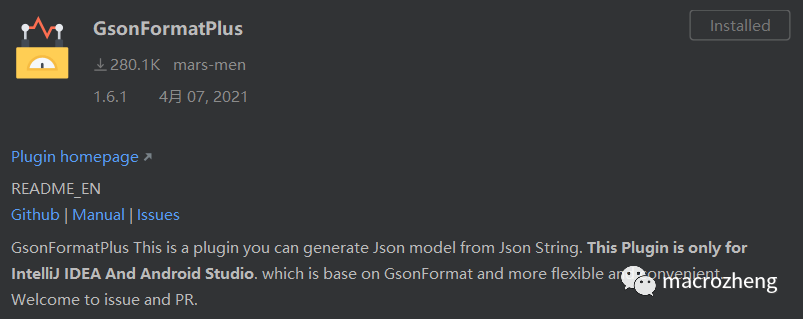 GsonFormatPlus
Installed
280.1K mars-men
1.6.1 4月 07, 2021
Plugin homepage
README_EN
Github | Manual | Issues
GsonFormatPlus This is a plugin you can generate Json model from Json String. This Plugin is only for
IntelliJ IDEA And Android Studio. which is base on GsonFormat and more flexible convenient
Welcome to issue and PR.
macrozheng